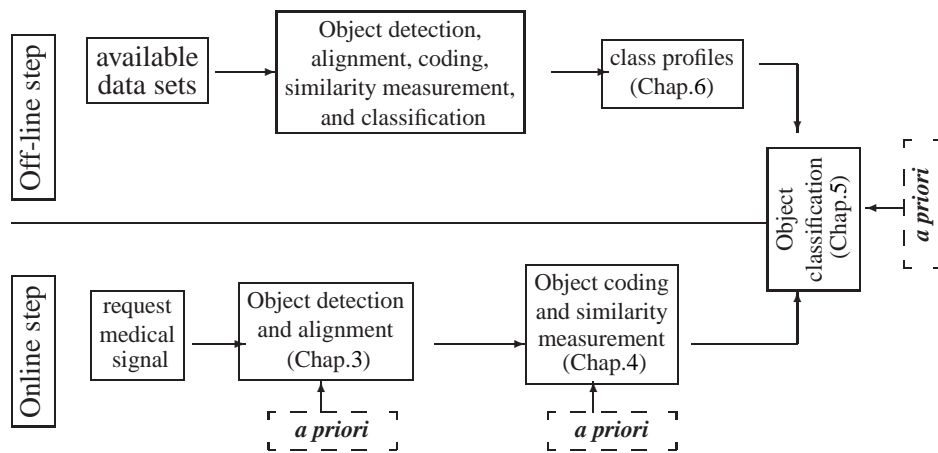 Off-line step
available
data sets
Object detection,
alignment, coding,
similarity measurement,
and classification
class profiles
(Chap.6)
Object
classification
(Chap.5)
a priori
Online step
request
medical
signal
Object detection
and alignment
(Chap.3)
Object coding
and similarity
measurement
(Chap.4)
a priori
a priori